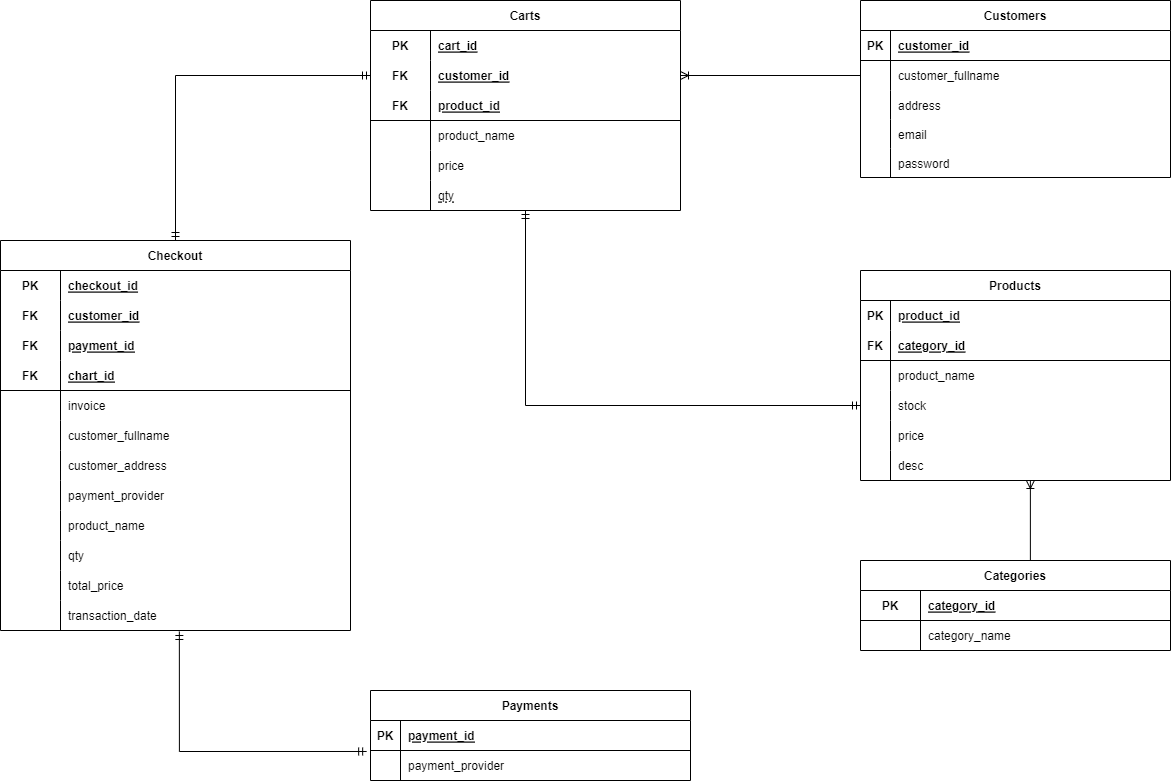 Carts
PK cart_id
FK customer_id
FK product_id
product_name
price
qty
Customers
PK customer_id
customer_fullname
address
email
password
Checkout
PK checkout_id
FK customer_id
FK payment_id
FK chart_id
invoice
customer_fullname
customer_address
payment_provider
product_name
qty
total_price
transaction_date
Products
PK product_id
FK category_id
product_name
stock
price
desc
Categories
PK category_id
category_name
Payments
PK payment_id
payment_provider